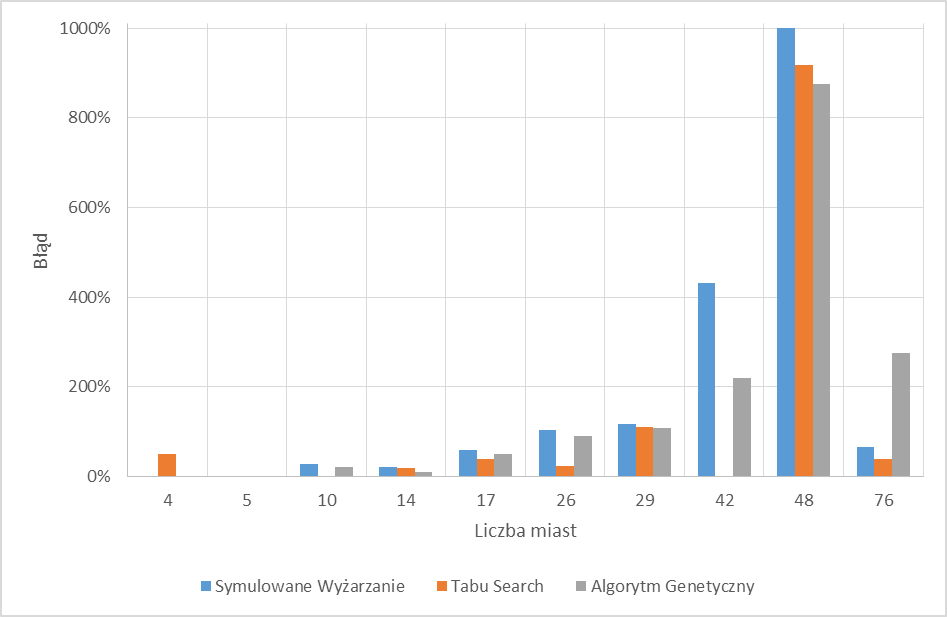 1000%
800%
600%
400%
200%
0%
Błąd
4 5 10 14 17 26 29 42 48 76
Liczba miast
Symulowane Wyżarzanie Tabu Search Algorytm Genetyczny